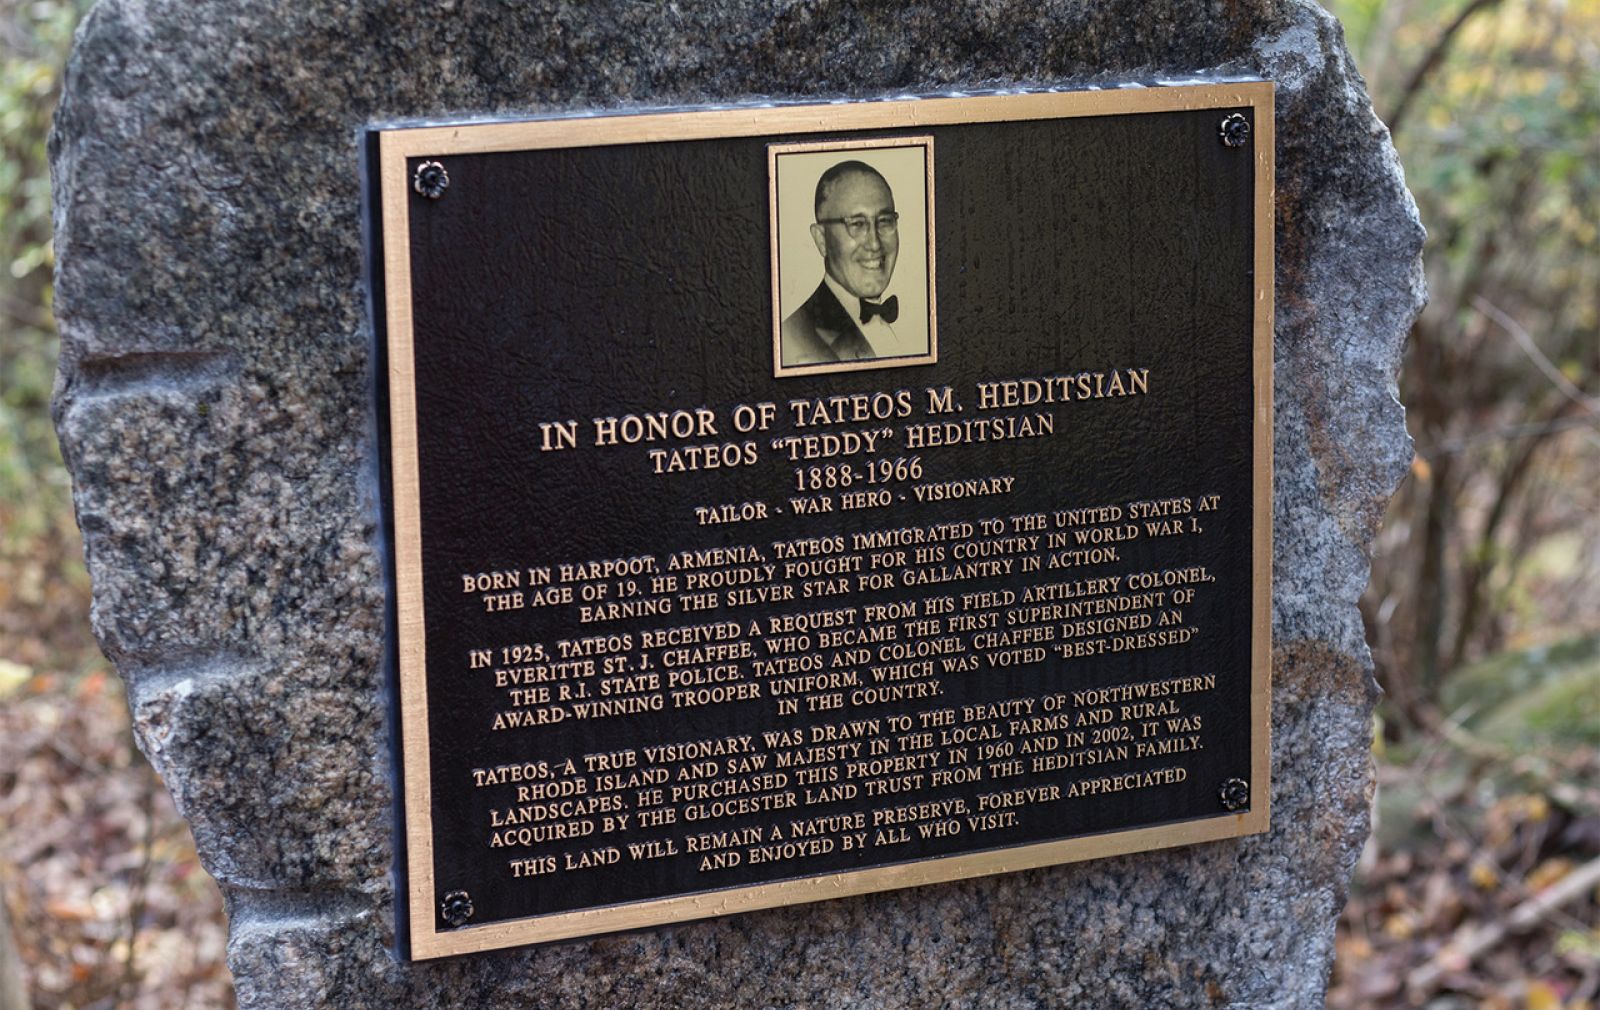 IN HONOR OF TATEOS M. HEDITSIAN
TATEOS “TEDDY” HEDITSIAN
1888-1966
TAILOR - WAR HERO - VISIONARY
BORN IN HARPOOT, ARMENIA, TATEOS IMMIGRATED TO THE UNITED STATES AT
THE AGE OF 19. HE PROUDLY FOUGHT FOR HIS COUNTRY IN WORLD WAR I,
EARNING THE SILVER STAR FOR GALLANTRY IN ACTION.
IN 1925, TATEOS RECEIVED A REQUEST FROM HIS FIELD ARTILLERY COLONEL,
EVERITTE ST. J. CHAFFEE, WHO BECAME THE FIRST SUPERINTENDENT OF
THE R.I. STATE POLICE. TATEOS AND COLONEL CHAFFEE DESIGNED AN
AWARD-WINNING TROOPER UNIFORM, WHICH WAS VOTED “BEST-DRESSED”
IN THE COUNTRY.
TATEOS, A TRUE VISIONARY, WAS DRAWN TO THE BEAUTY OF NORTHWESTERN
RHODE ISLAND AND SAW MAJESTY IN THE LOCAL FARMS AND RURAL
LANDSCAPES. HE PURCHASED THIS PROPERTY IN 1960 AND IN 2002, IT WAS
ACQUIRED BY THE GLOCESTER LAND TRUST FROM THE HEDITSIAN FAMILY.
THIS LAND WILL REMAIN A NATURE PRESERVE, FOREVER APPRECIATED
AND ENJOYED BY ALL WHO VISIT.